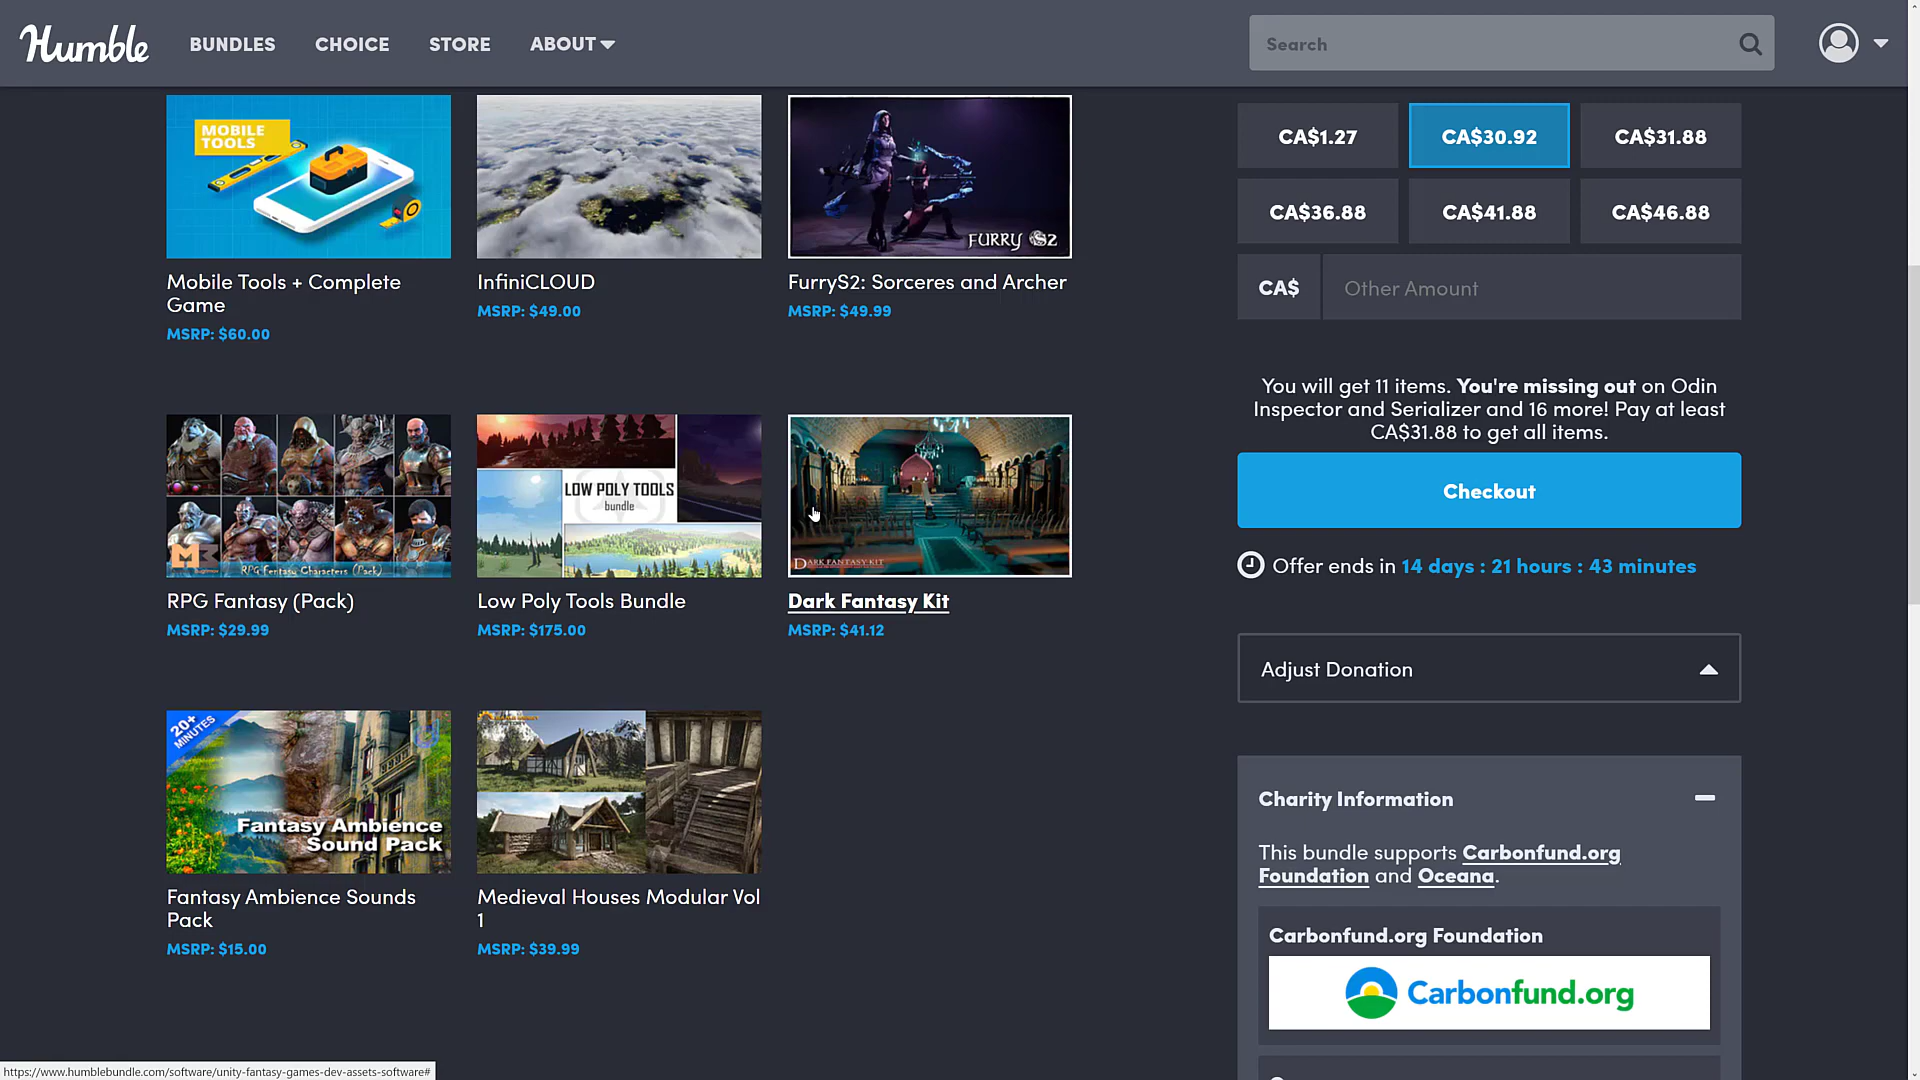 Humble
BUNDLES
CHOICE
STORE
ABOUT
Search
MOBILE
TOOLS
FURRY S2
Mobile Tools + Complete
Game
MSRP: $60.00
InfiniCLOUD
MSRP: $49.00
FurryS2: Sorceres and Archer
MSRP: $49.99
RPG Fantasy Characters (Pack)
LOW POLY TOOLS
bundle
DARK FANTASY KIT
RPG Fantasy (Pack)
MSRP: $29.99
Low Poly Tools Bundle
MSRP: $175.00
Dark Fantasy Kit
MSRP: $41.12
20+
MINUTES
Fantasy Ambience
Sound Pack
Fantasy Ambience Sounds
Pack
MSRP: $15.00
Medieval Houses Modular Vol
1
MSRP: $39.99
CA$1.27
CA$30.92
CA$31.88
CA$36.88
CA$41.88
CA$46.88
CA$
Other Amount
You will get 11 items. You're missing out on Odin
Inspector and Serializer and 16 more! Pay at least
CA$31.88 to get all items.
Checkout
Offer ends in 14 days : 21 hours : 43 minutes
Adjust Donation
Charity Information
This bundle supports Carbonfund.org
Foundation and Oceana.
Carbonfund.org Foundation
Carbonfund.org
https://www.humblebundle.com/software/unity-fantasy-games-dev-assets-software#